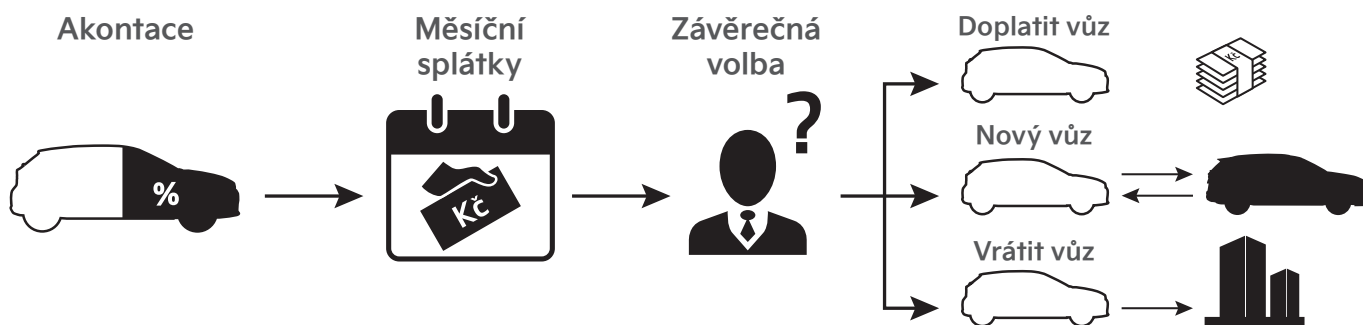 Akontace
%
Měsíční
splátky
Kč
Závěrečná
volba
?
Doplatit vůz
Kč
Nový vůz
Vrátit vůz